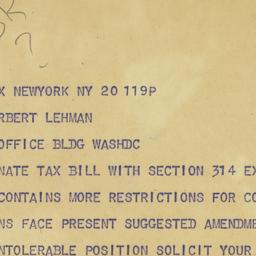 X NEWYORK NY 20 119P
RBERT LEHMAN
OFFICE BLDG WASHDC
NATE TAX BILL WITH SECTION 314 EX
CONTAINS MORE RESTRICTIONS FOR CO
NS FACE PRESENT SUGGESTED AMENDME
NTOLERABLE POSITION SOLICIT YOUR